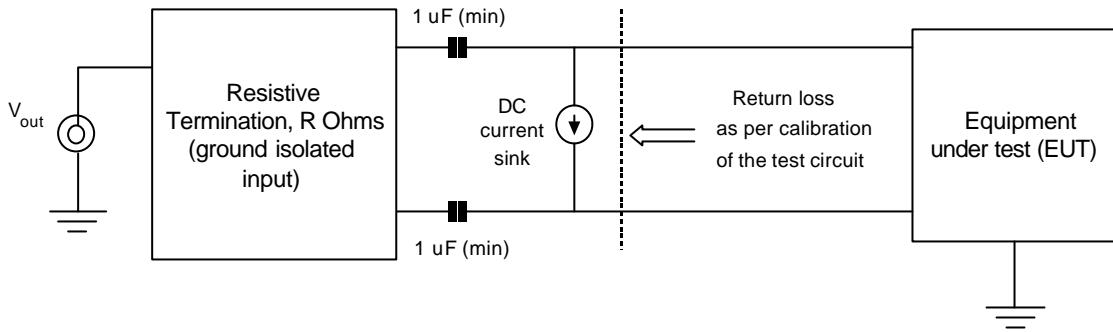 1 uF (min)
V out
Resistive
Termination, R Ohms
(ground isolated
input)
DC
current
sink
Return loss
as per calibration
of the test circuit
Equipment
under test (EUT)
1 uF (min)